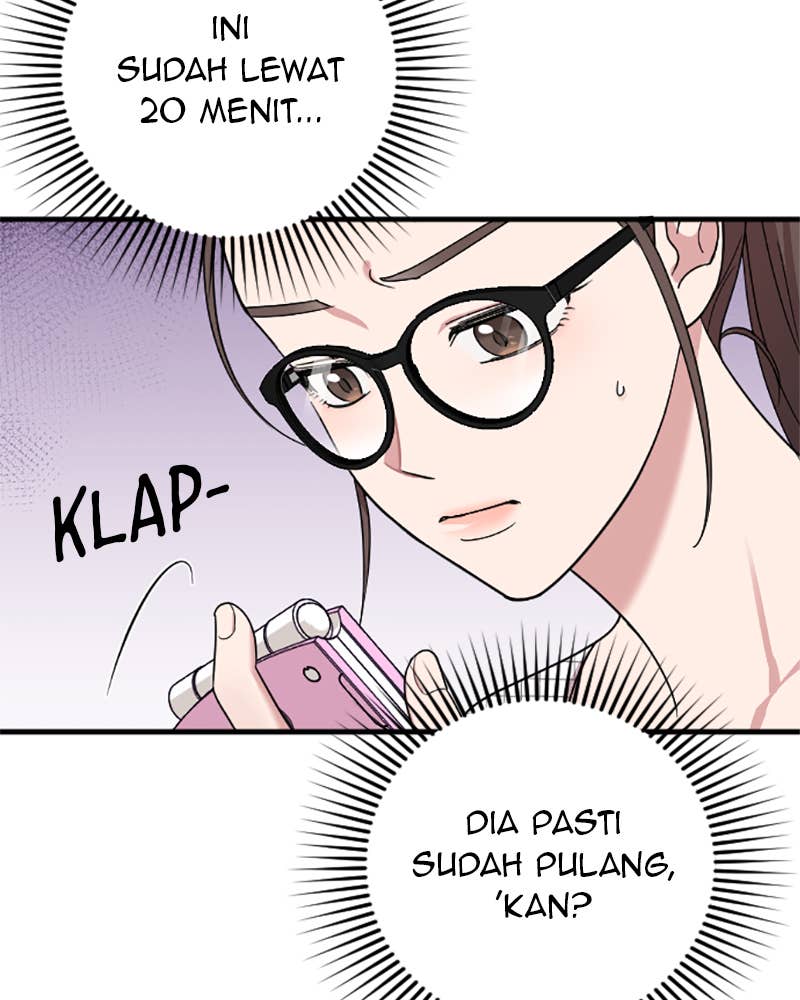 INI
SUDAH LEWAT
20 MENIT...
KLAP-
DIA PASTI
SUDAH PULANG,
'KAN?